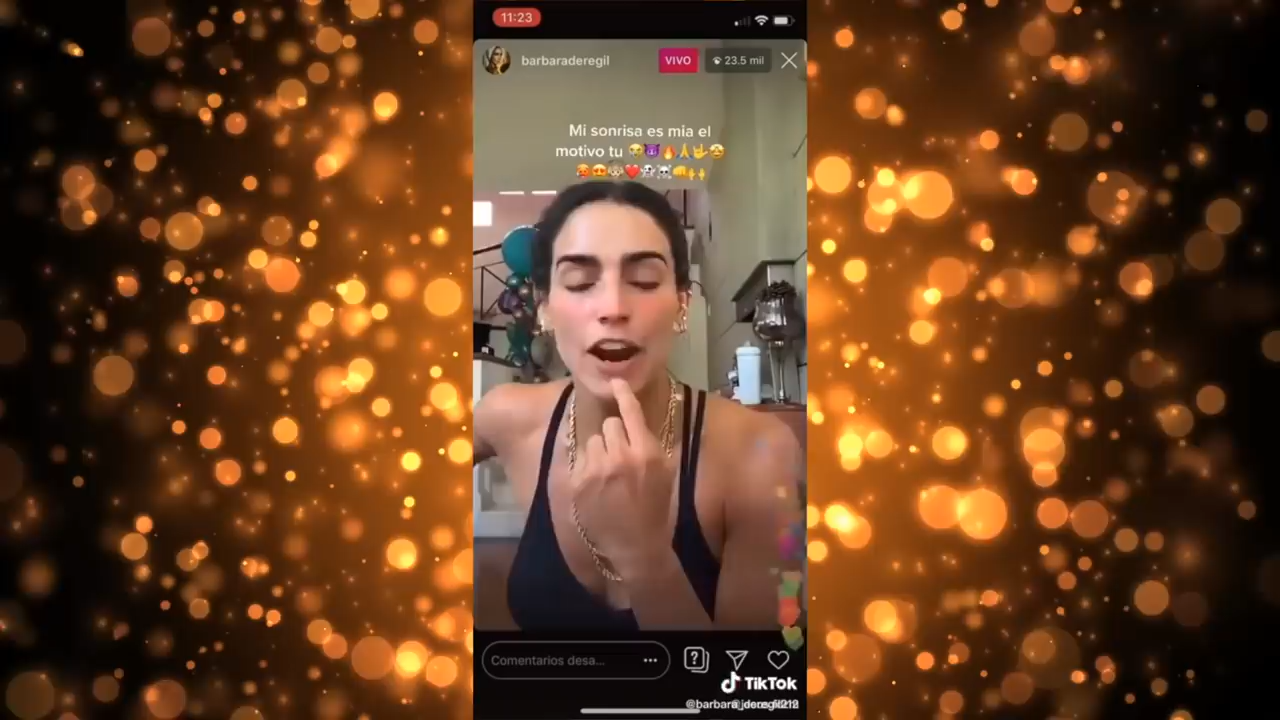 11:23
barbaraderegil
VIVO
23.5 mil
Mi sonrisa es mia el
motivo tu 😭😈🔥🙏🤟🤩
Comentarios desa...
TikTok